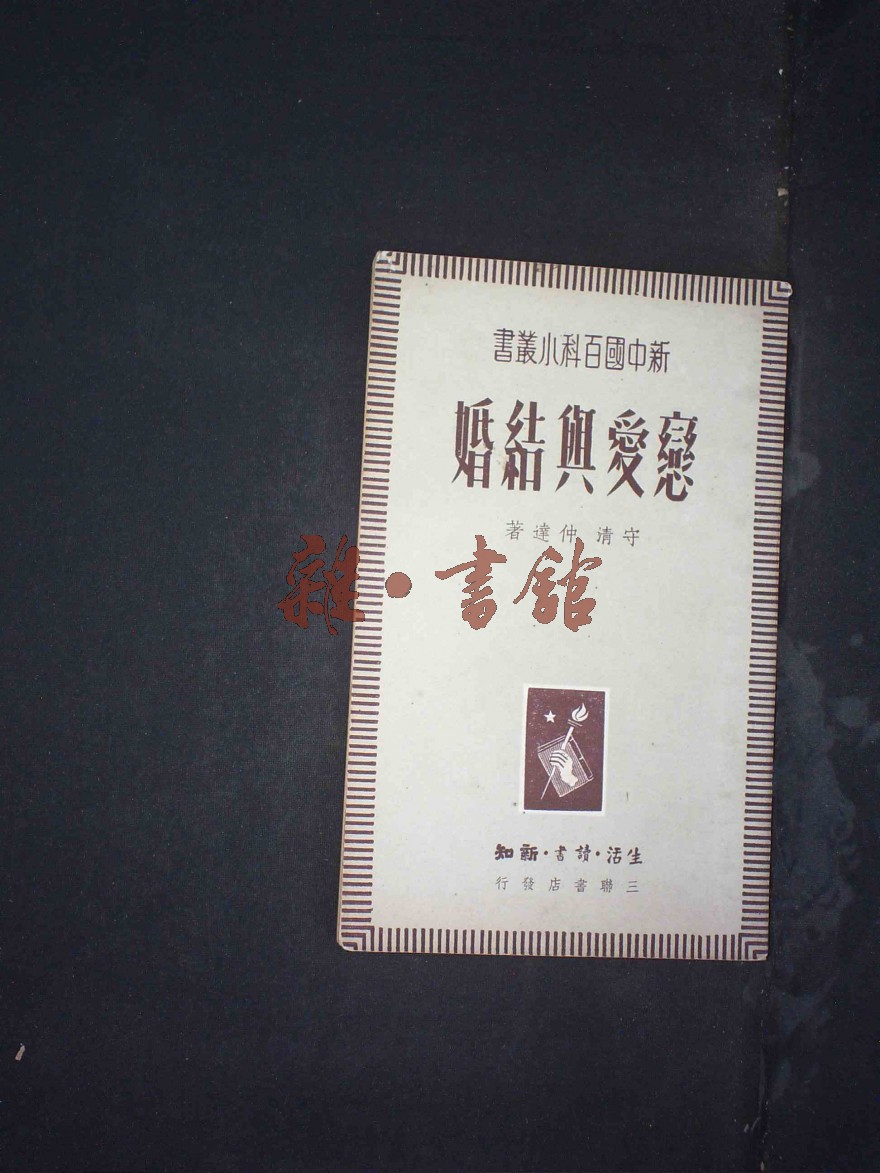 新中國百科小叢書
戀愛與結婚
守清 仲達著
雜·書館
生活·讀書·新知
三聯書店發行